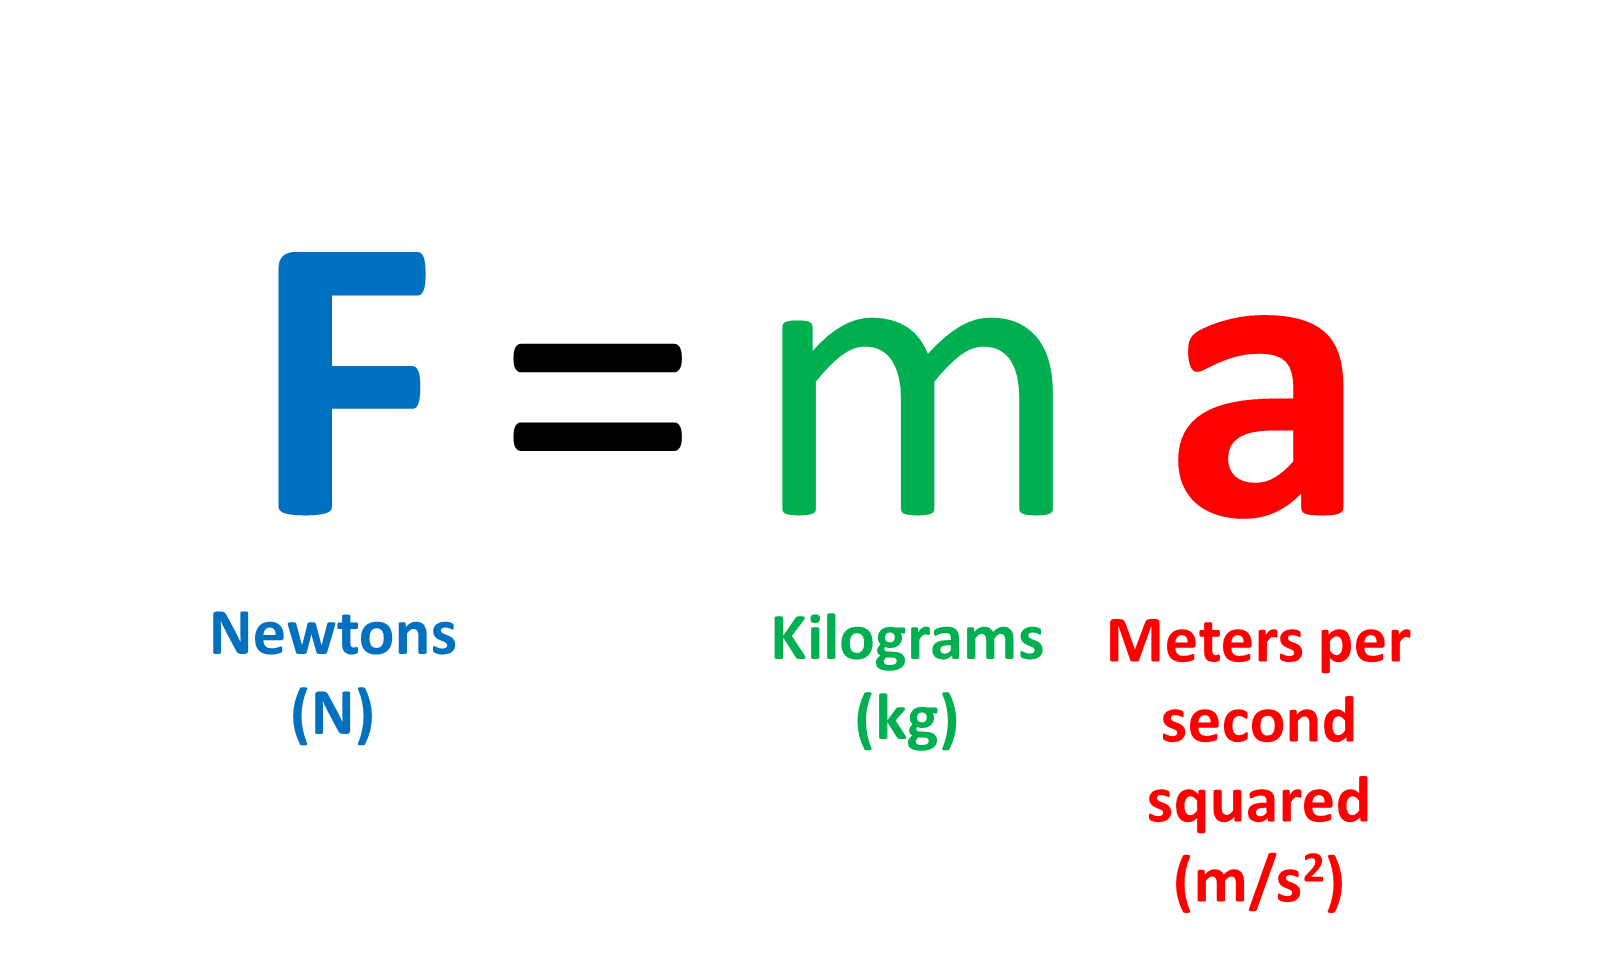 F = m a
Newtons
(N)
Kilograms
(kg)
Meters per
second
squared
(m/s²)